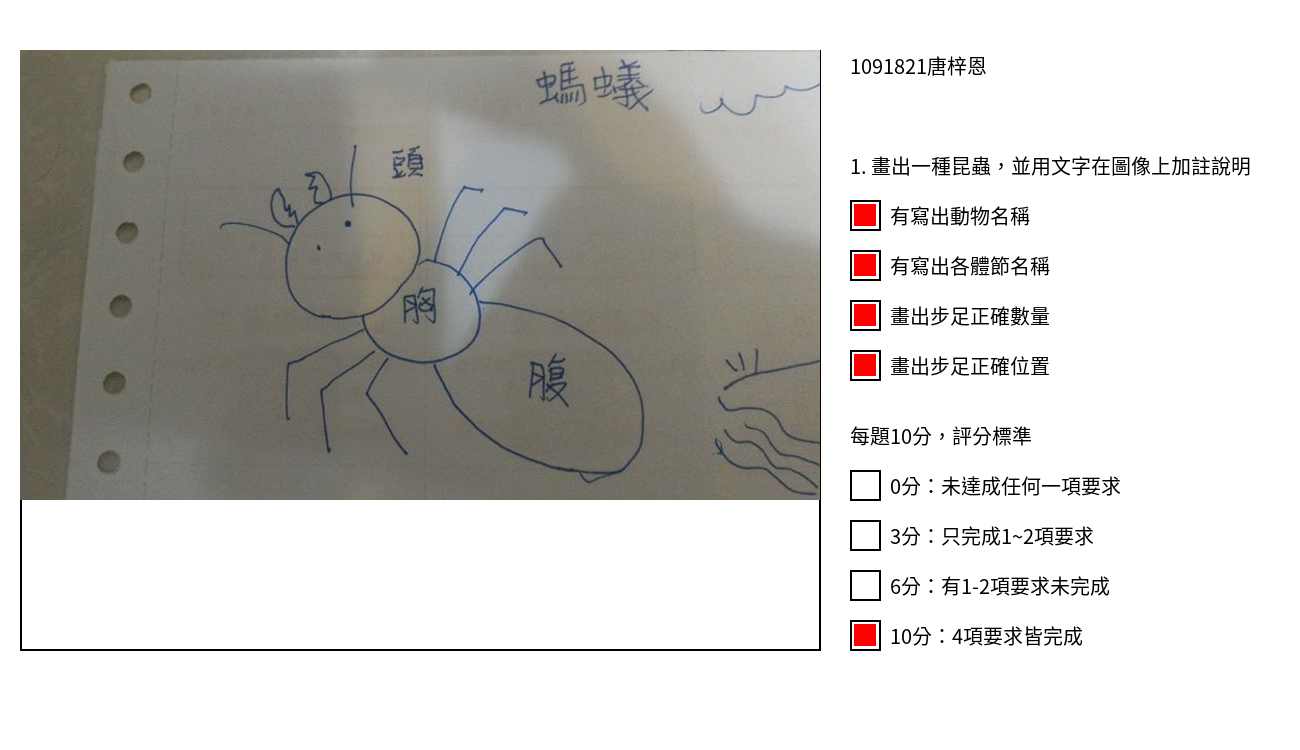 螞蟻
頭
胸
腹
1091821唐梓恩
1. 畫出一種昆蟲，並用文字在圖像上加註說明
有寫出動物名稱
有寫出各體節名稱
畫出步足正確數量
畫出步足正確位置
每題10分，評分標準
0分：未達成任何一項要求
3分：只完成1~2項要求
6分：有1-2項要求未完成
10分：4項要求皆完成